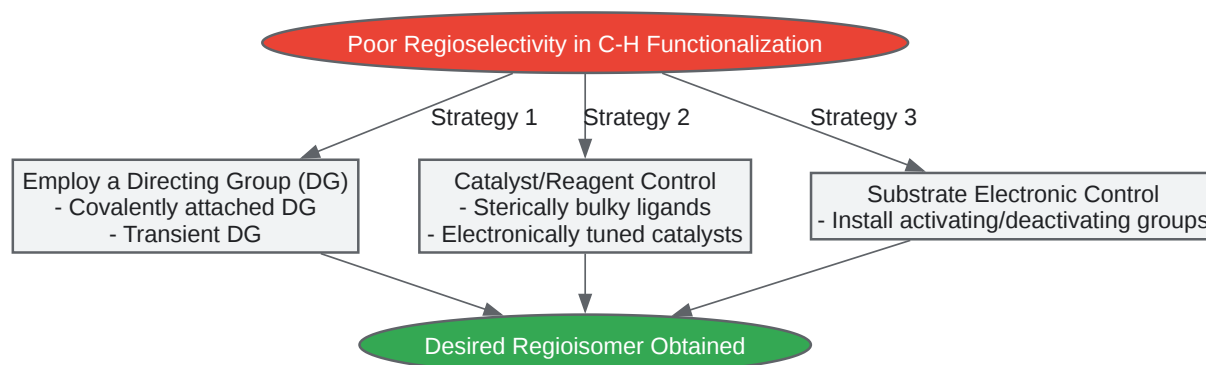 Poor Regioselectivity in C-H Functionalization
Strategy 1
Strategy 2
Strategy 3
Employ a Directing Group (DG)
- Covalently attached DG
- Transient DG
Catalyst/Reagent Control
- Sterically bulky ligands
- Electronically tuned catalysts
Substrate Electronic Control
- Install activating/deactivating groups
Desired Regioisomer Obtained